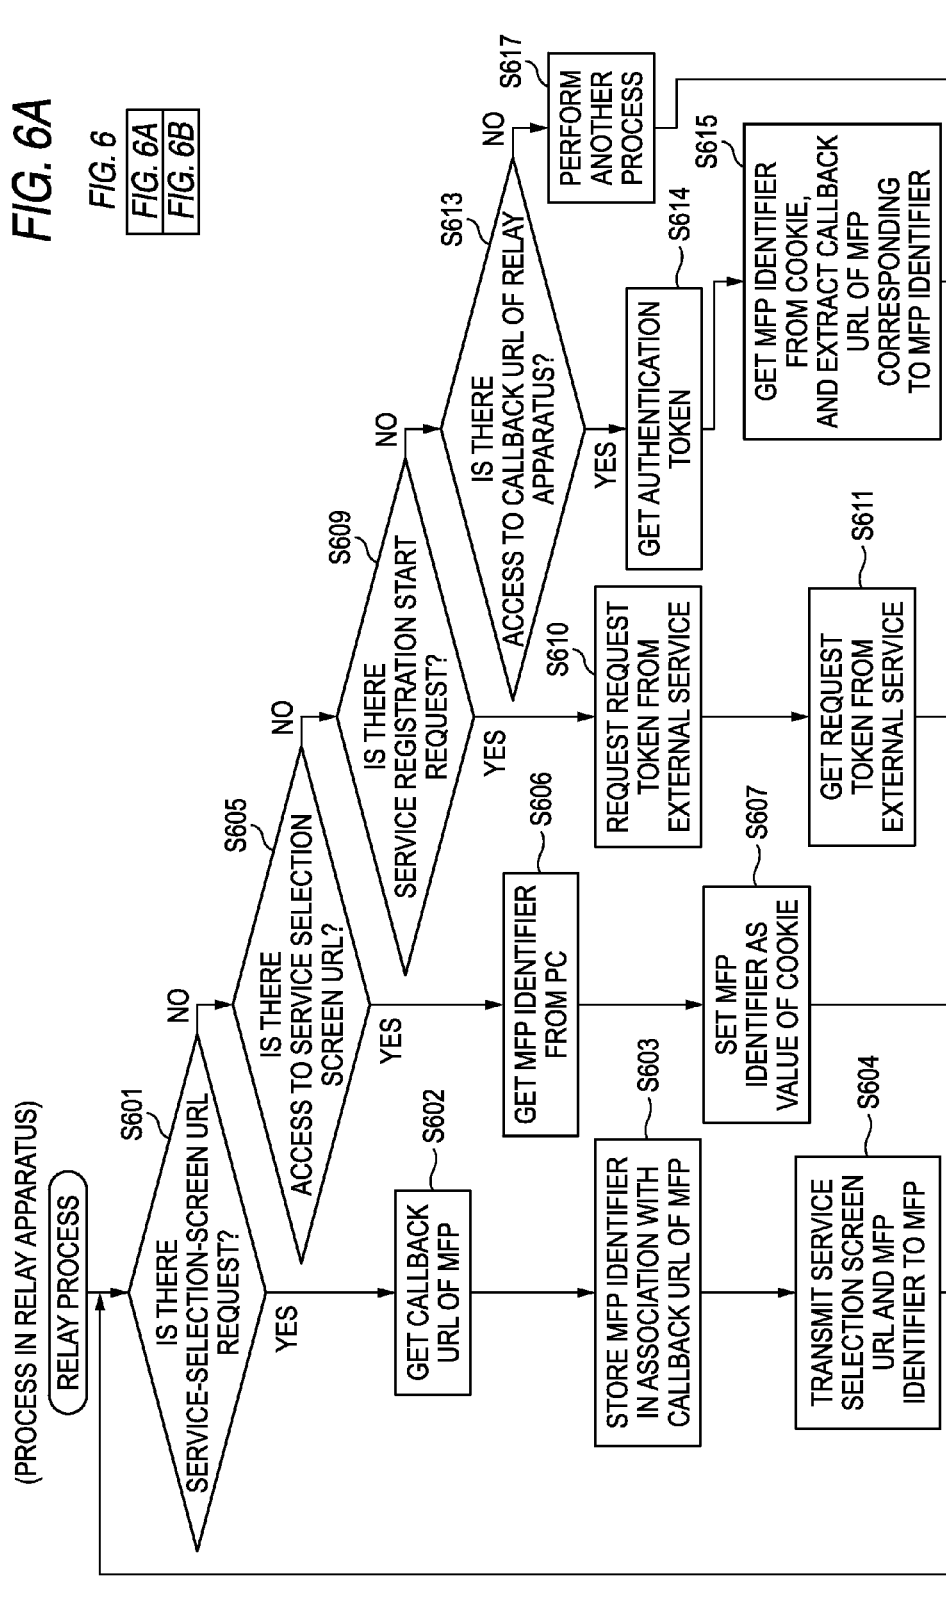 FIG. 6A
FIG. 6
FIG. 6A
FIG. 6B
(PROCESS IN RELAY APPARATUS)
RELAY PROCESS
S601
IS THERE
SERVICE-SELECTION-SCREEN URL
REQUEST?
NO
YES
S602
GET CALLBACK
URL OF MFP
S603
STORE MFP IDENTIFIER
IN ASSOCIATION WITH
CALLBACK URL OF MFP
S604
TRANSMIT SERVICE
SELECTION SCREEN
URL AND MFP
IDENTIFIER TO MFP
S605
IS THERE
ACCESS TO SERVICE SELECTION
SCREEN URL?
NO
YES
S606
GET MFP IDENTIFIER
FROM PC
S607
SET MFP
IDENTIFIER AS
VALUE OF COOKIE
S609
IS THERE
SERVICE REGISTRATION START
REQUEST?
NO
YES
S610
REQUEST REQUEST
TOKEN FROM
EXTERNAL SERVICE
S611
GET REQUEST
TOKEN FROM
EXTERNAL SERVICE
S613
IS THERE
ACCESS TO CALLBACK URL OF RELAY
APPARATUS?
NO
YES
S614
GET AUTHENTICATION
TOKEN
S615
GET MFP IDENTIFIER
FROM COOKIE,
AND EXTRACT CALLBACK
URL OF MFP
CORRESPONDING
TO MFP IDENTIFIER
S617
PERFORM
ANOTHER
PROCESS